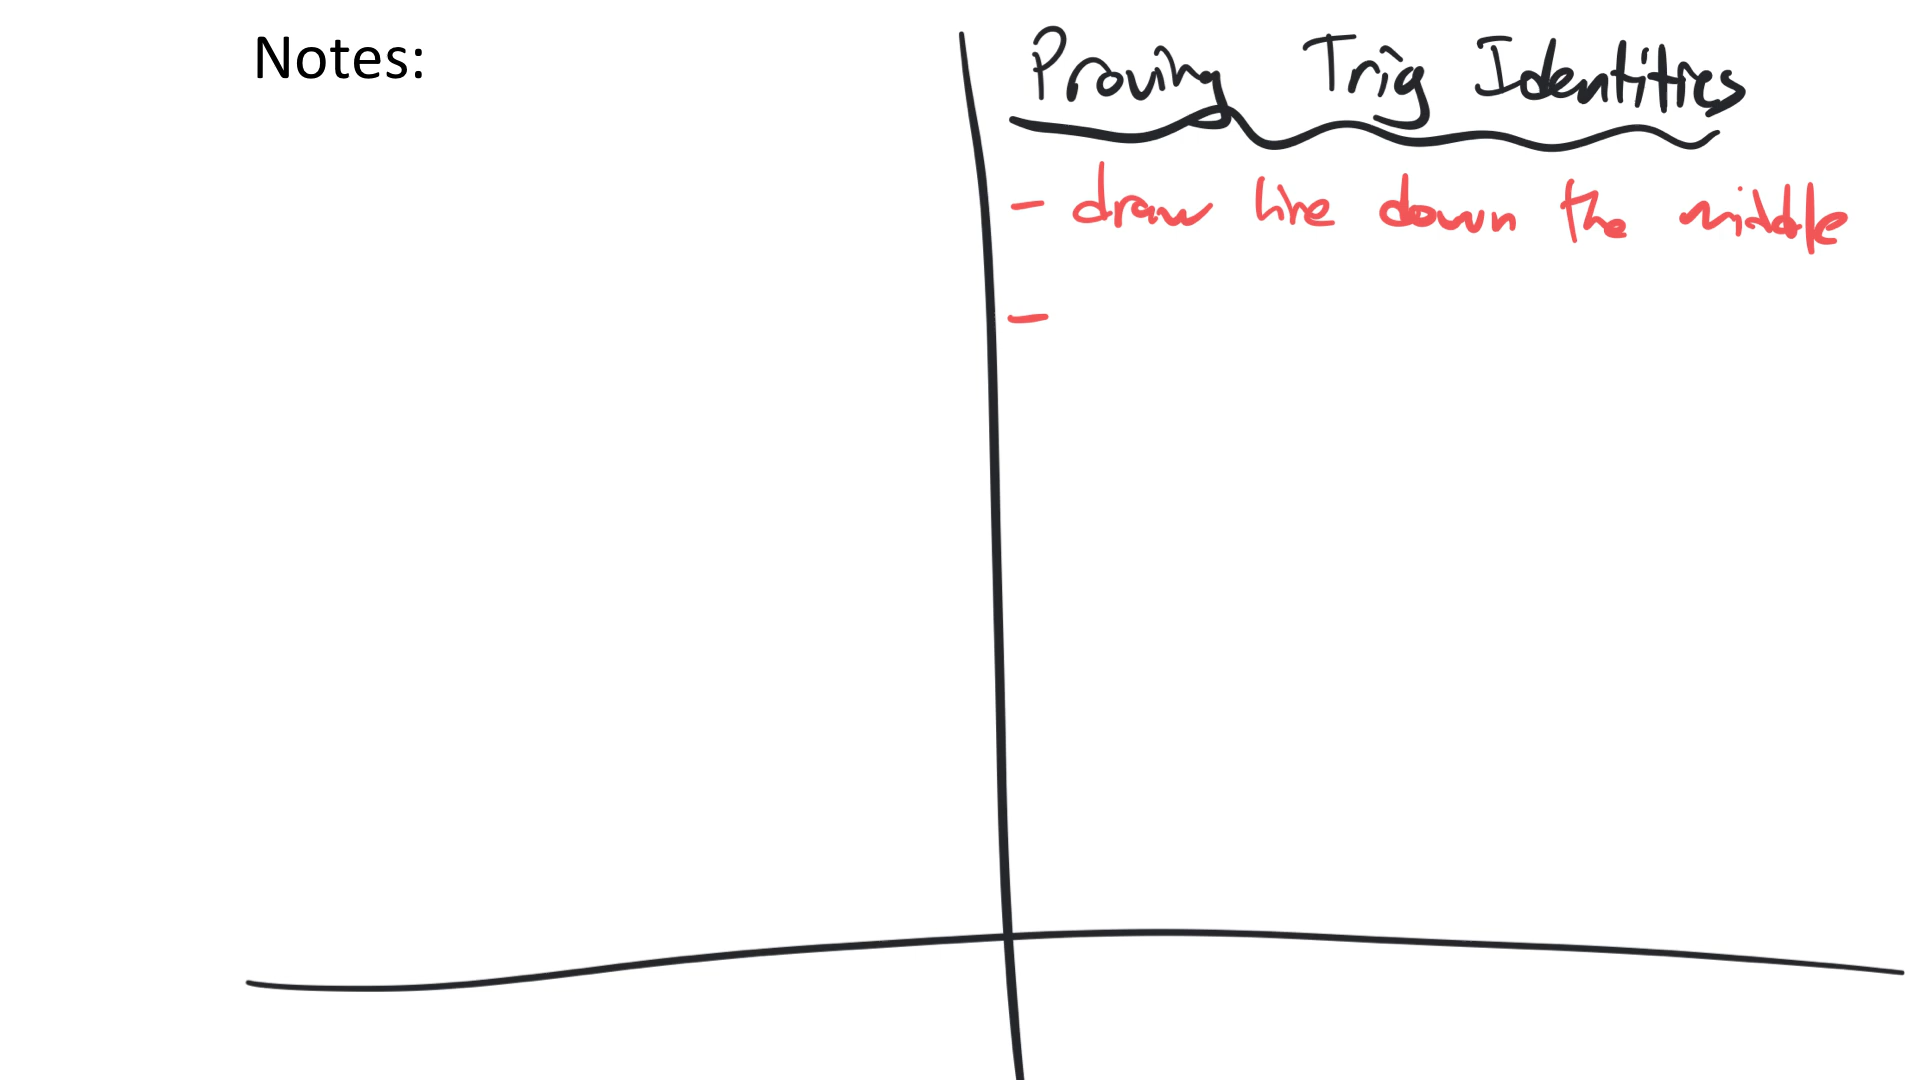 Notes:
Proving Trig Identities
- draw line down the middle
-